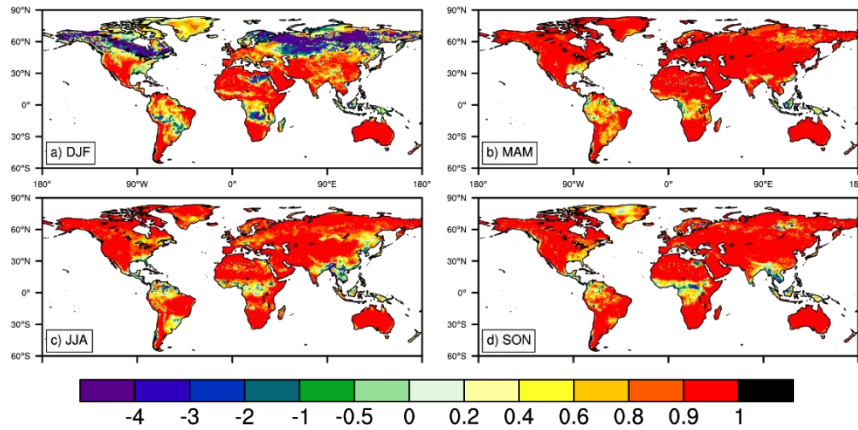 90°N 90°N
60°N 60°N
30°N 30°N
0° 0°
30°S 30°S
a) DJF b) MAM
60°S 60°S
180° 90°W 0° 90°E 180° 180° 90°W 0° 90°E 180°
90°N 90°N
60°N 60°N
30°N 30°N
0° 0°
30°S 30°S
c) JJA d) SON
60°S 60°S
-4 -3 -2 -1 -0.5 0 0.2 0.4 0.6 0.8 0.9 1